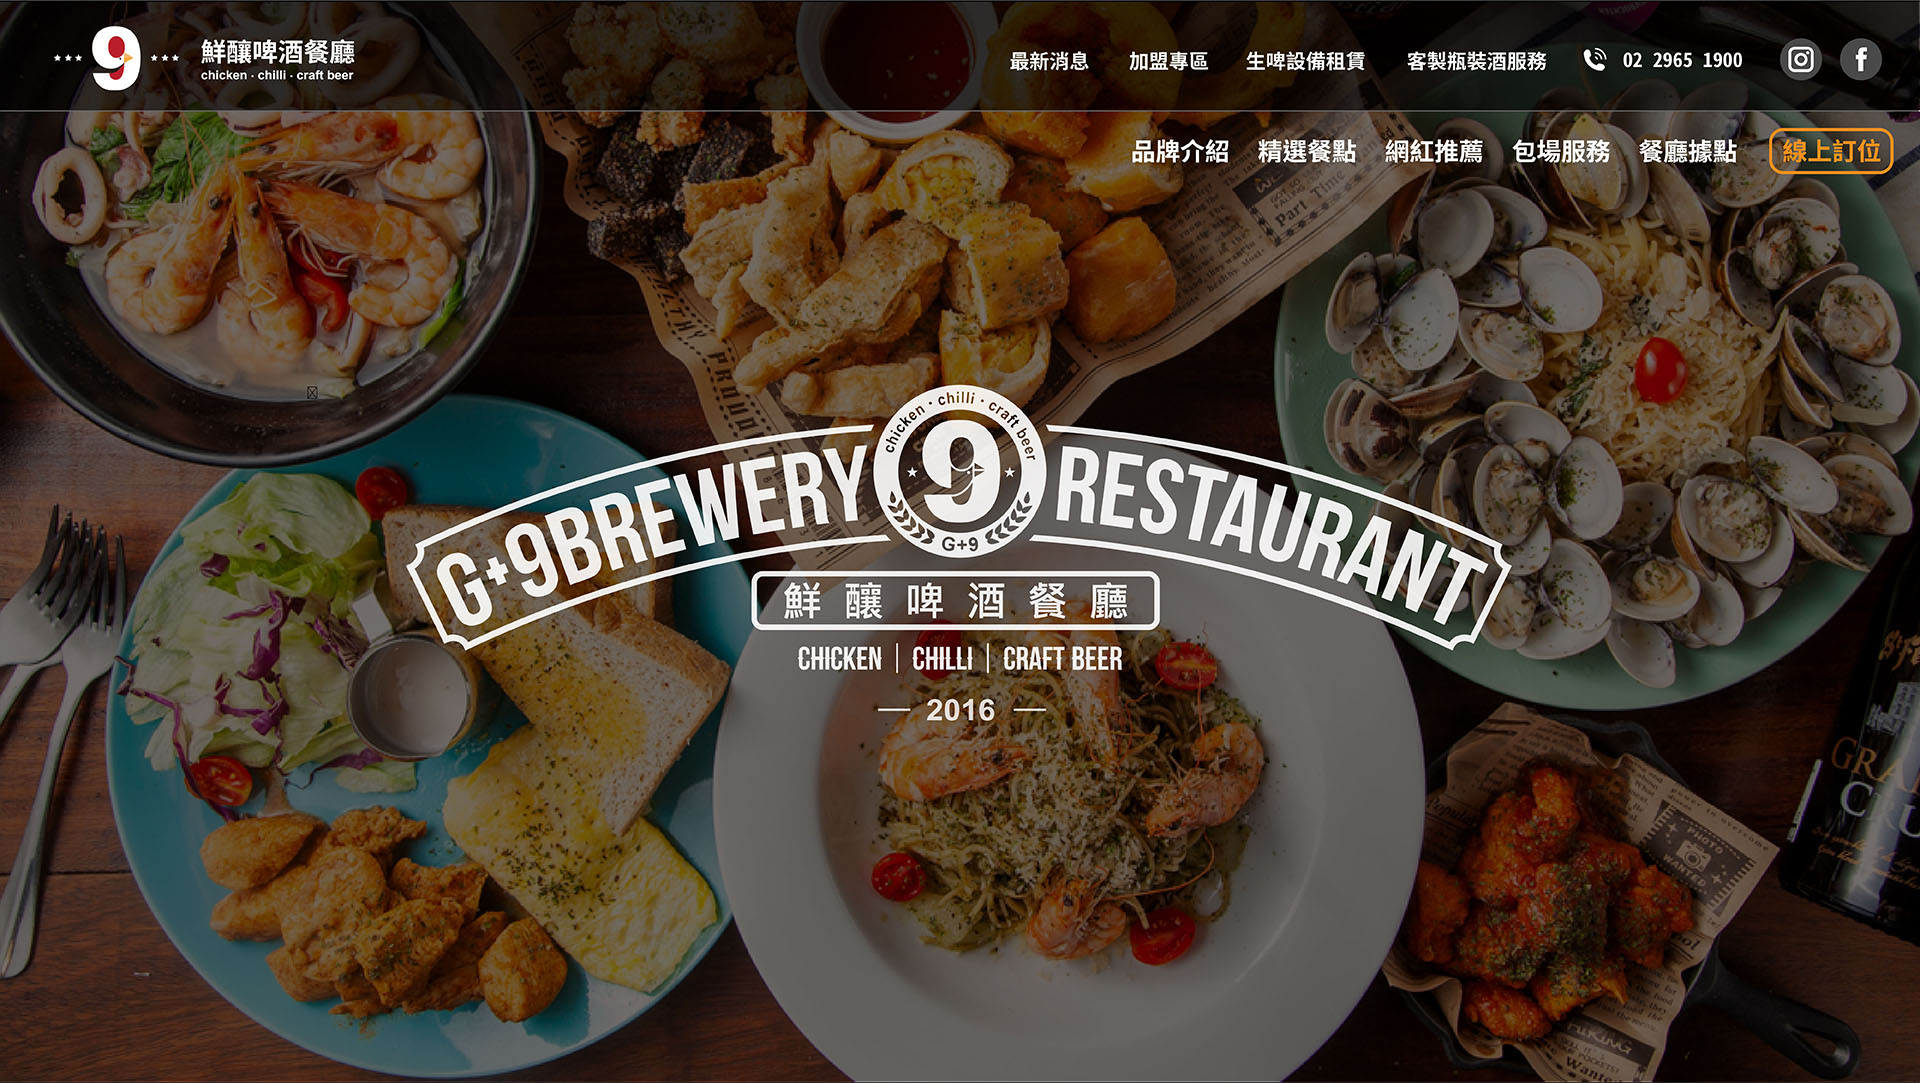 9
鮮釀啤酒餐廳
chicken · chilli · craft beer
最新消息 加盟專區 生啤設備租賃 客製瓶裝酒服務 02 2965 1900
品牌介紹 精選餐點 網紅推薦 包場服務 餐廳據點 線上訂位
Part Time
chicken · chilli · craft beer
G+9BREWERY 9 RESTAURANT
G+9
鮮釀啤酒餐廳
CHICKEN | CHILLI | CRAFT BEER
— 2016 —
PHOTO
WANTED